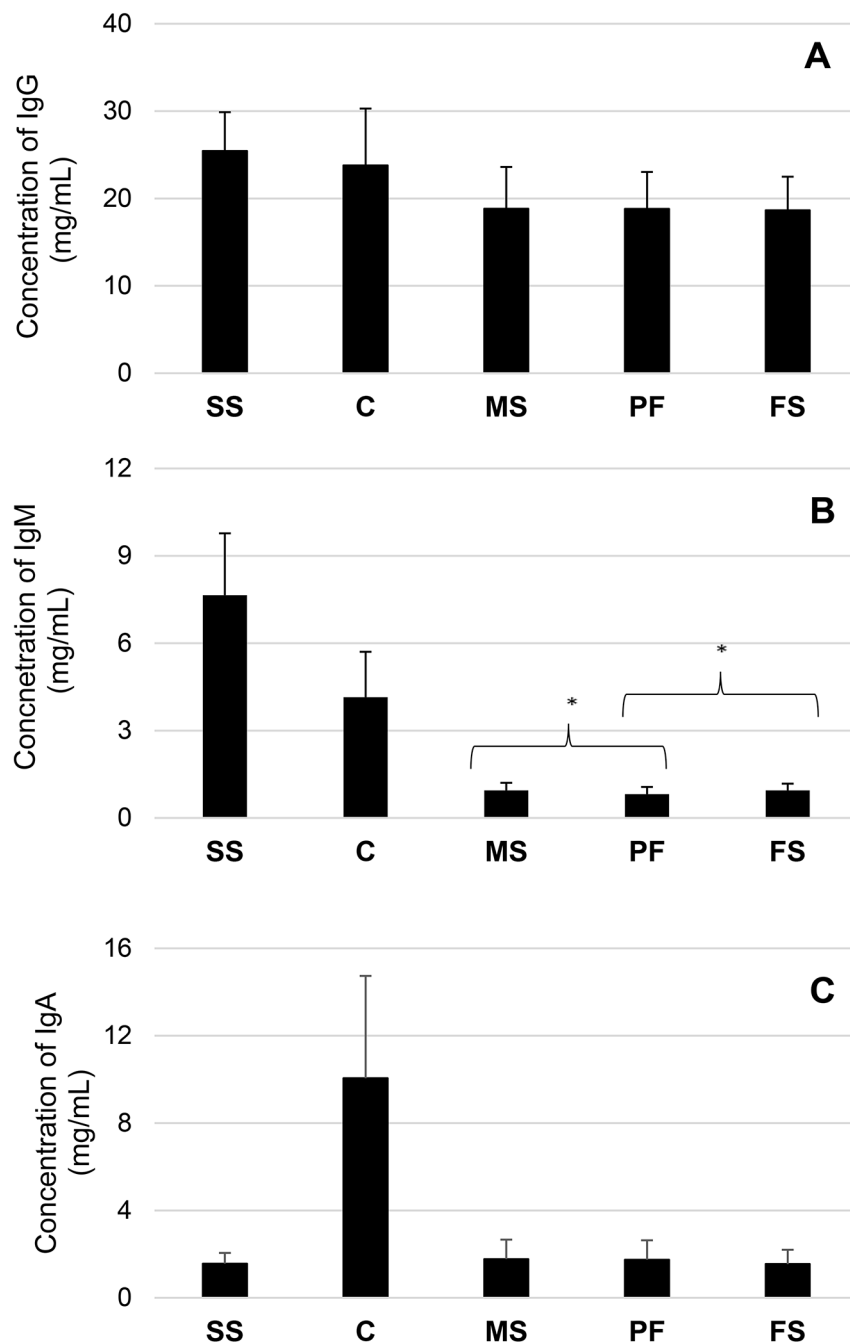 Concentration of IgG
(mg/mL)
40
30
20
10
0
A
SS C MS PF FS
Concnetration of IgM
(mg/mL)
12
9
6
3
0
B
*
*
SS C MS PF FS
Concentration of IgA
(mg/mL)
16
12
8
4
0
C
SS C MS PF FS